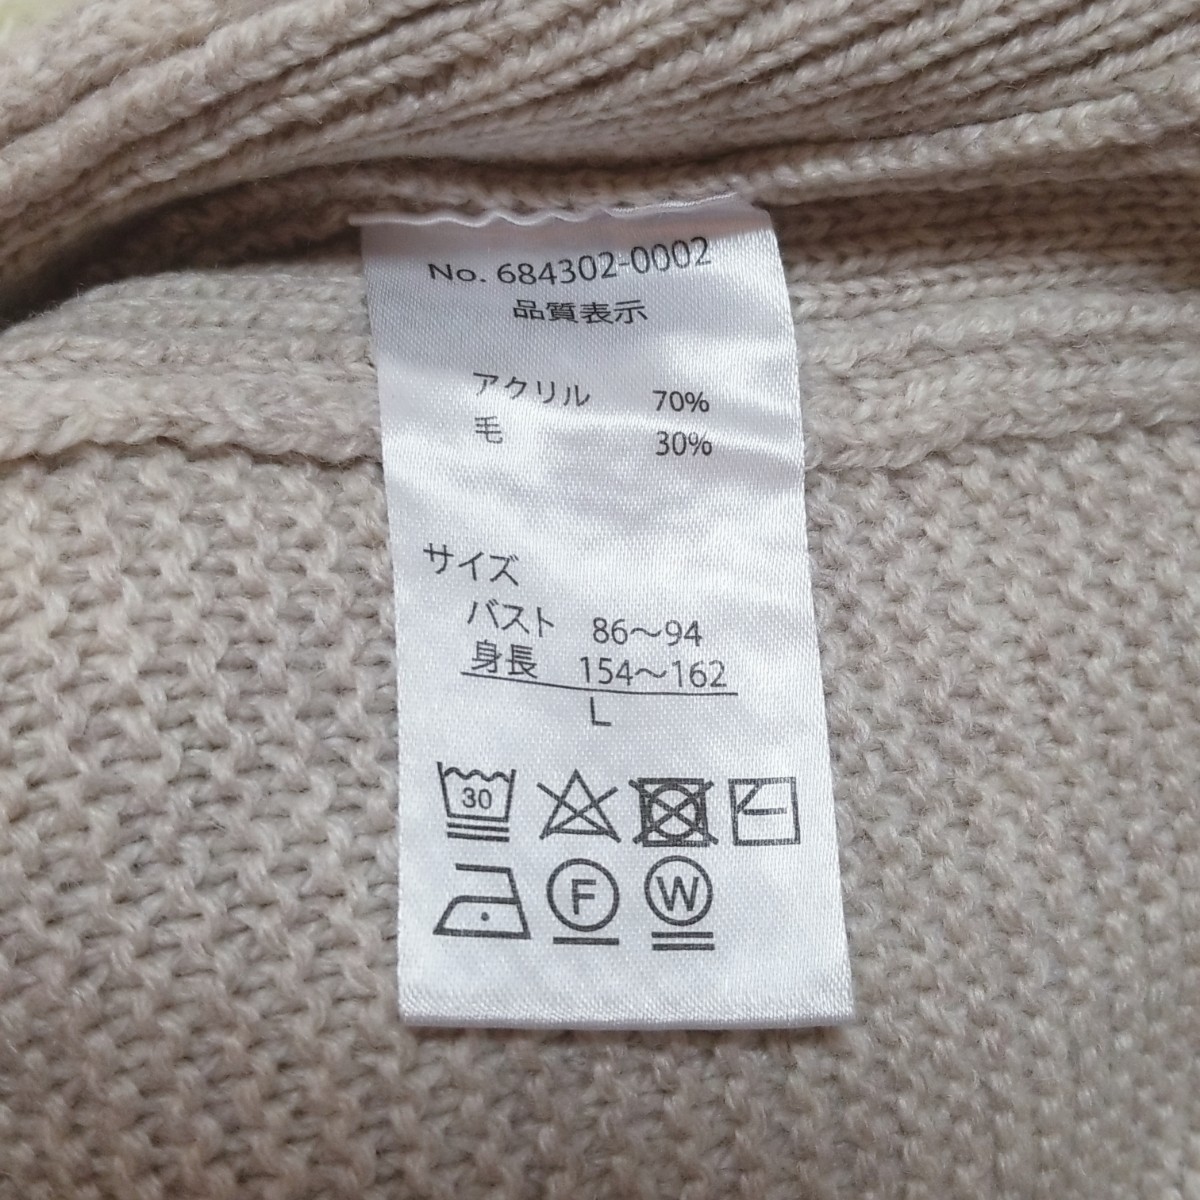 No. 684302-0002
品質表示
アクリル 70%
毛 30%
サイズ
バスト 86～94
身長 154～162
L
30
F W